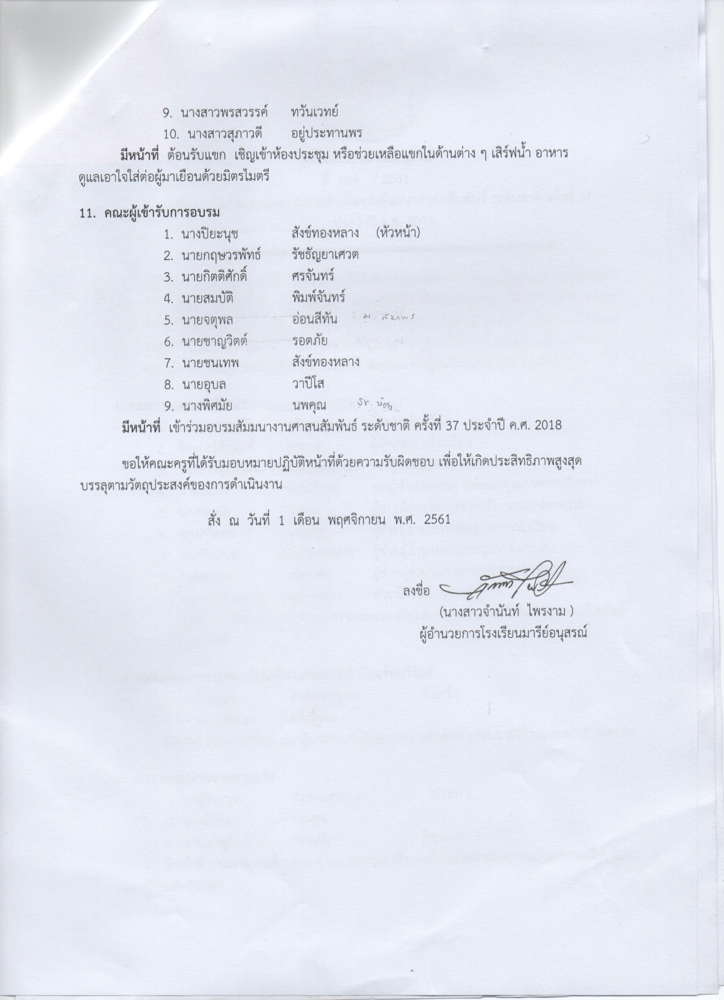 9. นางสาวพรสวรรค์ ทวันเวทย์
10. นางสาวสุภาวดี อยู่ประทานพร
มีหน้าที่ ต้อนรับแขก เชิญเข้าห้องประชุม หรือช่วยเหลือแขกในด้านต่าง ๆ เสิร์ฟน้ำ อาหาร
ดูแลเอาใจใส่ต่อผู้มาเยือนด้วยมิตรไมตรี
11. คณะผู้เข้ารับการอบรม
1. นางปิยะนุช สังข์ทองหลาง (หัวหน้า)
2. นายกฤษวรพัทธ์ รัชธัญยาเศวต
3. นายกิตติศักดิ์ ศรจันทร์
4. นายสมบัติ พิมพ์จันทร์
5. นายจตุพล อ่อนสีทัน ม. สมพร
6. นายชาญวิตต์ รอตภัย
7. นายชนเทพ สังข์ทองหลาง
8. นายอุบล วาปีโส
9. นางพิศมัย นพคุณ Sr. น้อย
มีหน้าที่ เข้าร่วมอบรมสัมมนางานศาสนสัมพันธ์ ระดับชาติ ครั้งที่ 37 ประจำปี ค.ศ. 2018
ขอให้คณะครูที่ได้รับมอบหมายปฏิบัติหน้าที่ด้วยความรับผิดชอบ เพื่อให้เกิดประสิทธิภาพสูงสุด
บรรลุตามวัตถุประสงค์ของการดำเนินงาน
สั่ง ณ วันที่ 1 เดือน พฤศจิกายน พ.ศ. 2561
ลงชื่อ
(นางสาวจำนันท์ ไพรงาม )
ผู้อำนวยการโรงเรียนมารีย์อนุสรณ์